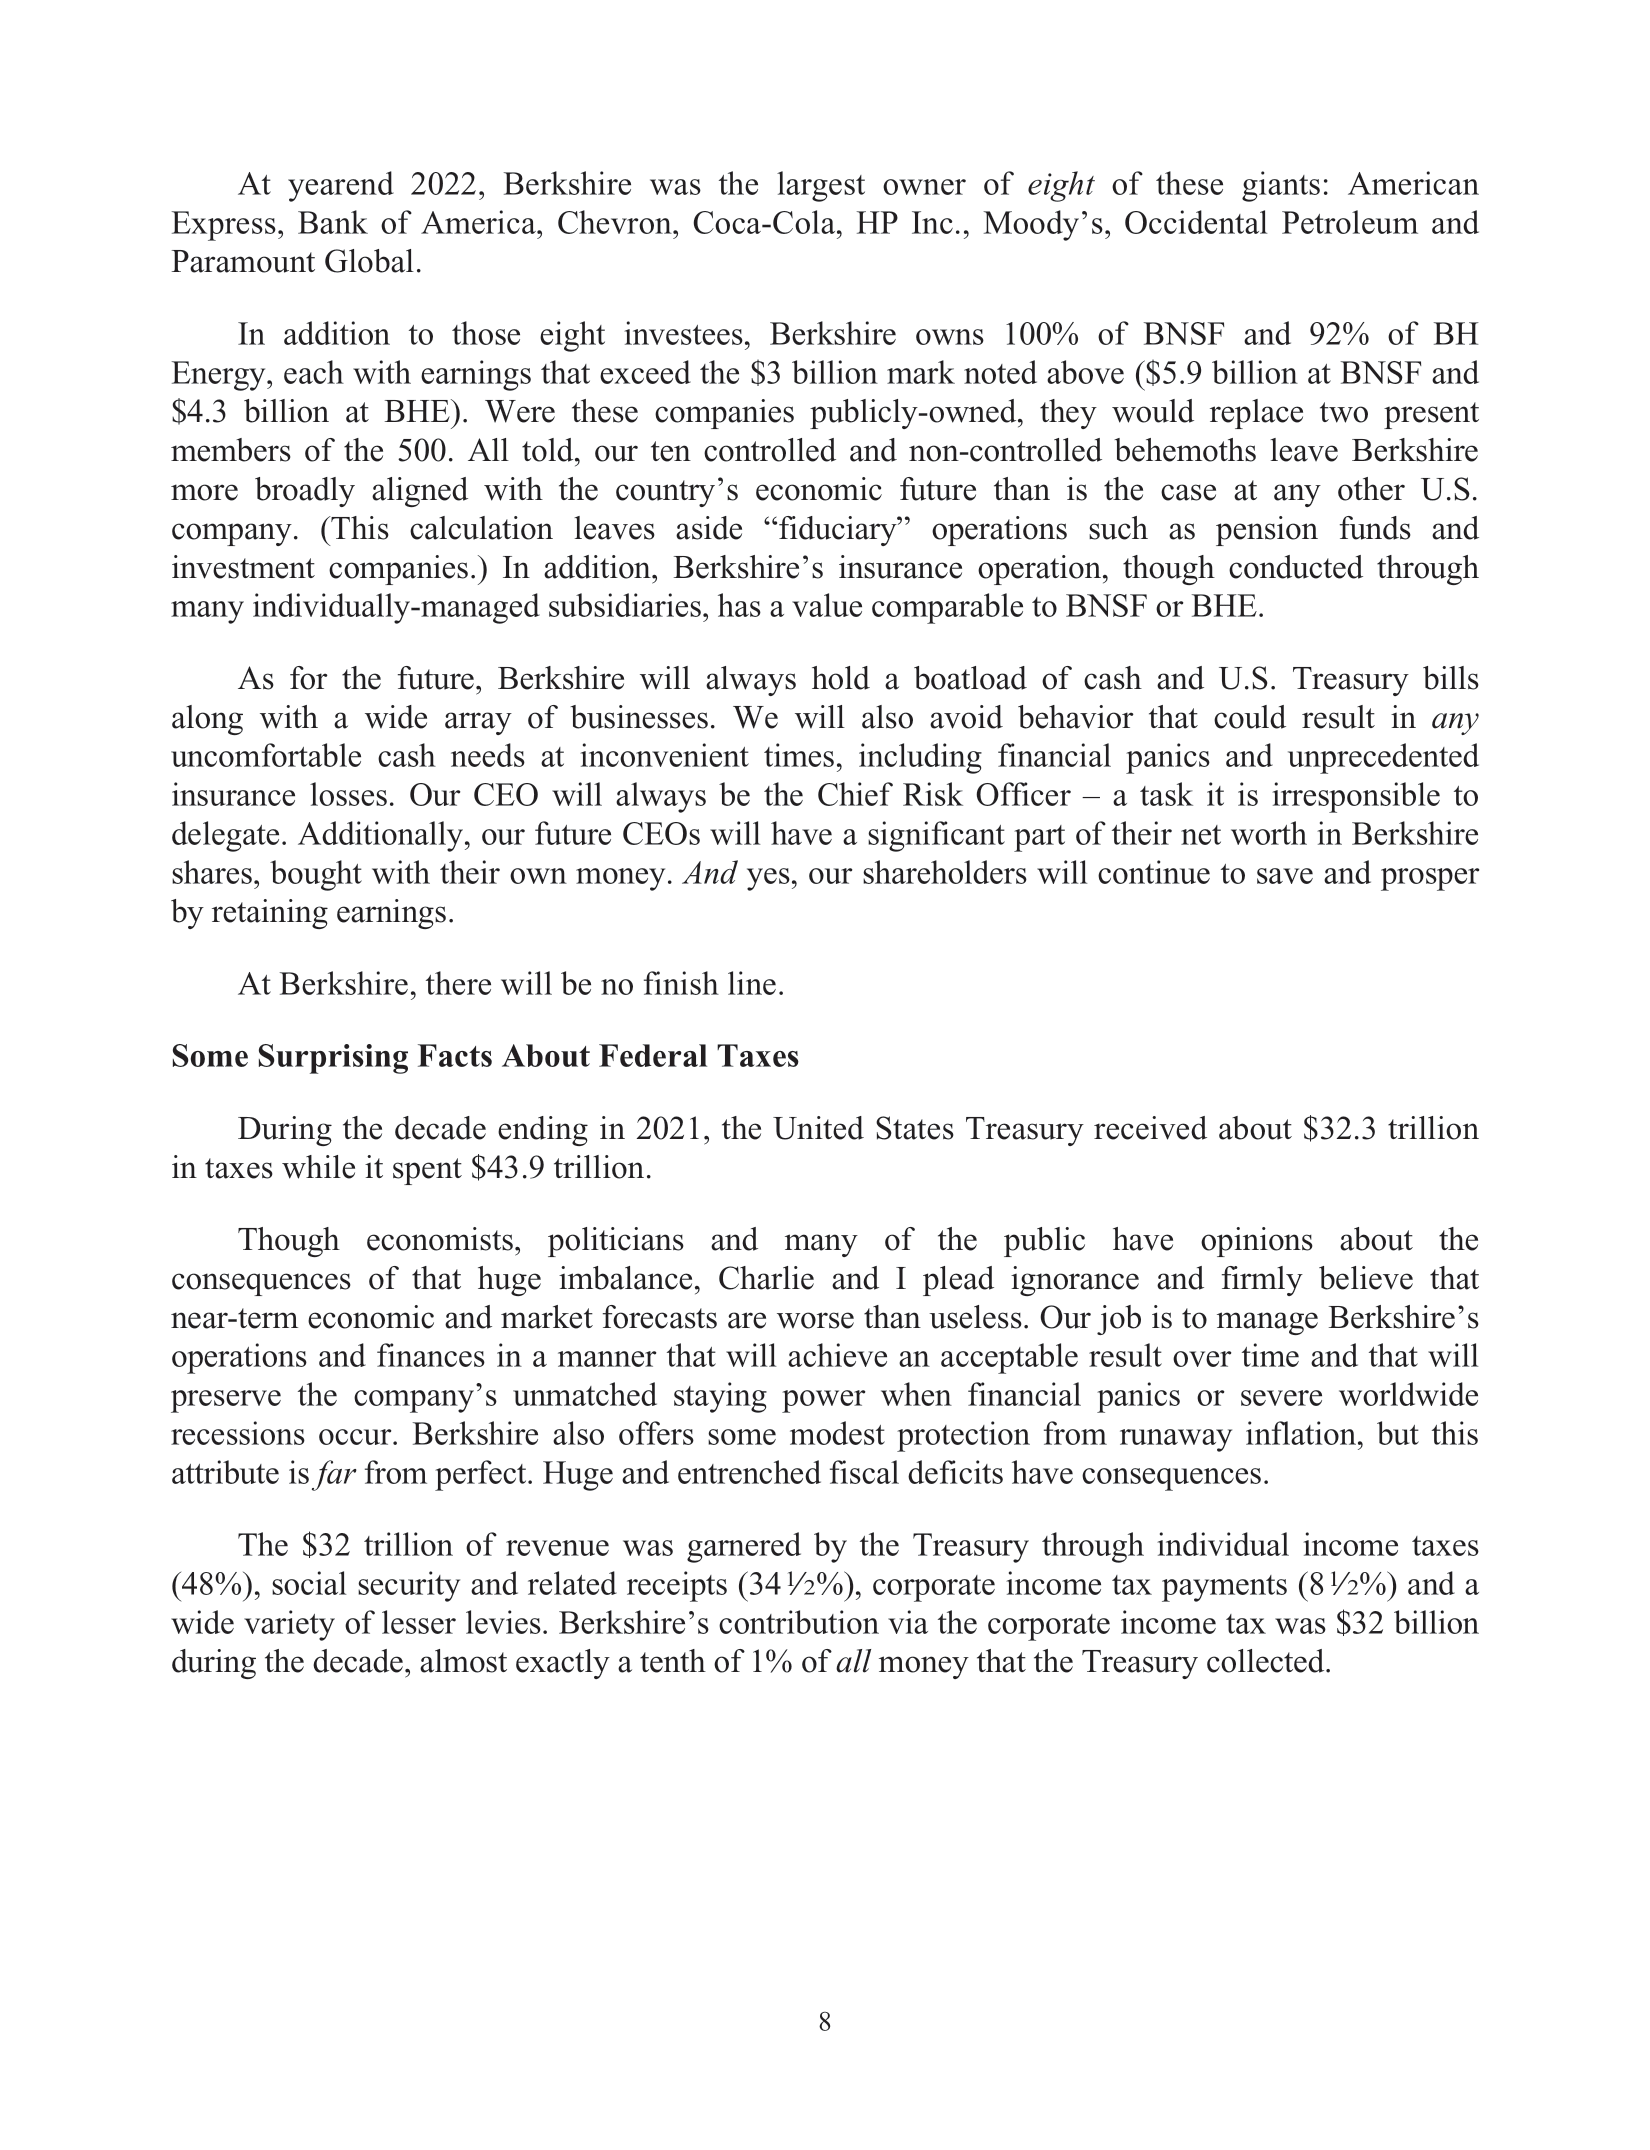 At yearend 2022, Berkshire was the largest owner of eight of these giants: American
Express, Bank of America, Chevron, Coca-Cola, HP Inc., Moody’s, Occidental Petroleum and
Paramount Global.
In addition to those eight investees, Berkshire owns 100% of BNSF and 92% of BH
Energy, each with earnings that exceed the $3 billion mark noted above ($5.9 billion at BNSF and
$4.3 billion at BHE). Were these companies publicly-owned, they would replace two present
members of the 500. All told, our ten controlled and non-controlled behemoths leave Berkshire
more broadly aligned with the country’s economic future than is the case at any other U.S.
company. (This calculation leaves aside “fiduciary” operations such as pension funds and
investment companies.) In addition, Berkshire’s insurance operation, though conducted through
many individually-managed subsidiaries, has a value comparable to BNSF or BHE.
As for the future, Berkshire will always hold a boatload of cash and U.S. Treasury bills
along with a wide array of businesses. We will also avoid behavior that could result in any
uncomfortable cash needs at inconvenient times, including financial panics and unprecedented
insurance losses. Our CEO will always be the Chief Risk Officer – a task it is irresponsible to
delegate. Additionally, our future CEOs will have a significant part of their net worth in Berkshire
shares, bought with their own money. And yes, our shareholders will continue to save and prosper
by retaining earnings.
At Berkshire, there will be no finish line.
Some Surprising Facts About Federal Taxes
During the decade ending in 2021, the United States Treasury received about $32.3 trillion
in taxes while it spent $43.9 trillion.
Though economists, politicians and many of the public have opinions about the
consequences of that huge imbalance, Charlie and I plead ignorance and firmly believe that
near-term economic and market forecasts are worse than useless. Our job is to manage Berkshire’s
operations and finances in a manner that will achieve an acceptable result over time and that will
preserve the company’s unmatched staying power when financial panics or severe worldwide
recessions occur. Berkshire also offers some modest protection from runaway inflation, but this
attribute is far from perfect. Huge and entrenched fiscal deficits have consequences.
The $32 trillion of revenue was garnered by the Treasury through individual income taxes
(48%), social security and related receipts (34½%), corporate income tax payments (8½%) and a
wide variety of lesser levies. Berkshire’s contribution via the corporate income tax was $32 billion
during the decade, almost exactly a tenth of 1% of all money that the Treasury collected.
8